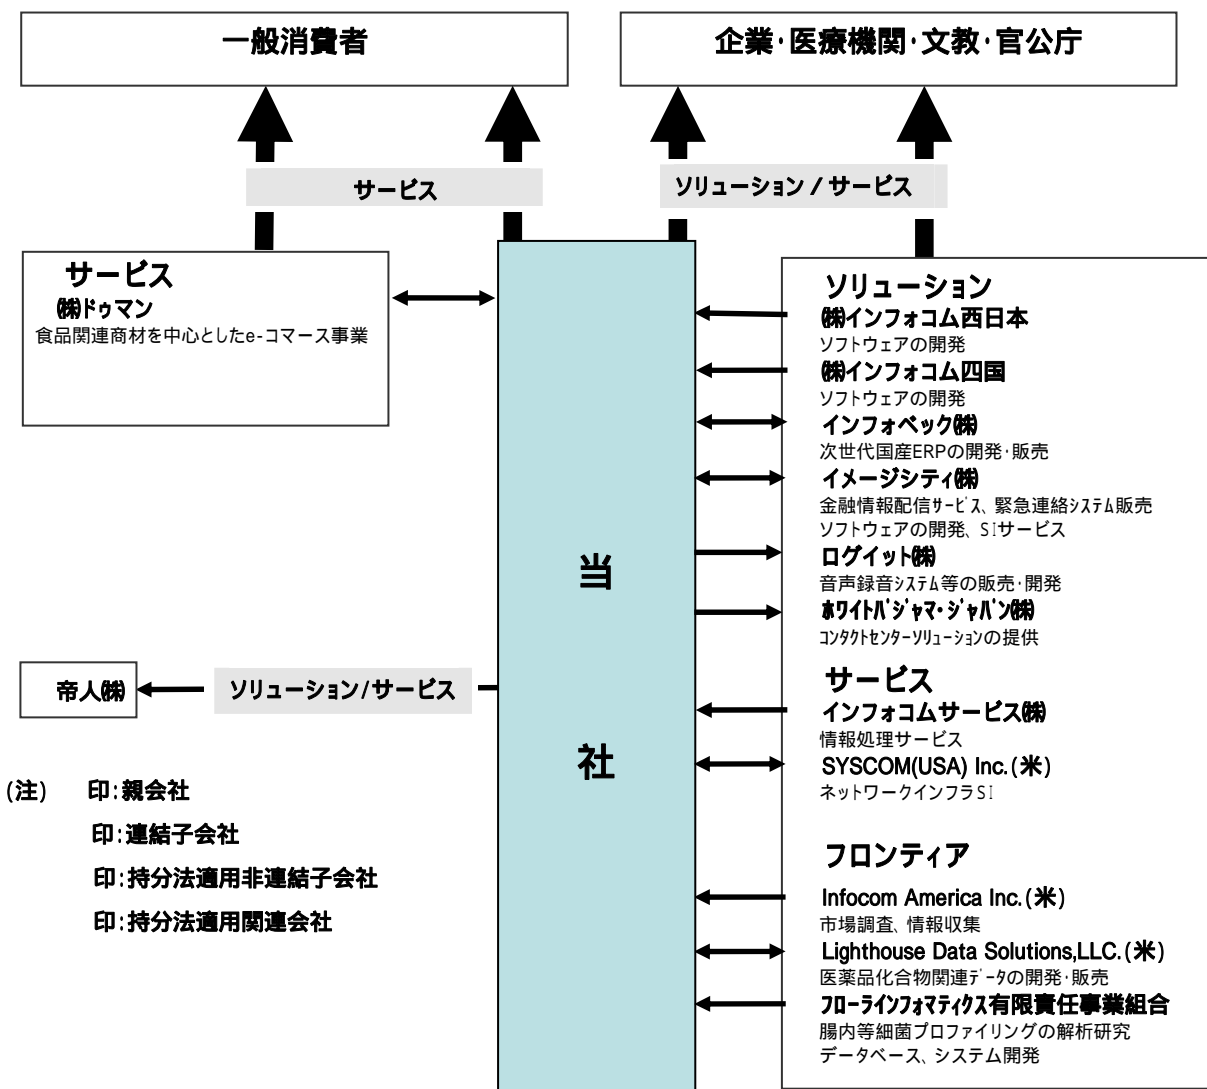 一般消費者
企業・医療機関・文教・官公庁
サービス
ソリューション / サービス
サービス
㈱ドゥマン
食品関連商材を中心としたe-コマース事業
当
社
ソリューション
㈱インフォコム西日本
ソフトウェアの開発
㈱インフォコム四国
ソフトウェアの開発
インフォベック㈱
次世代国産ERPの開発・販売
イメージシティ㈱
金融情報配信ｻｰﾋﾞｽ、緊急連絡ｼｽﾃﾑ販売
ソフトウェアの開発、SIサービス
ログイット㈱
音声録音ｼｽﾃﾑ等の販売・開発
ﾎﾜｲﾄﾊﾟｼﾞｬﾏ・ｼﾞｬﾊﾟﾝ㈱
ｺﾝﾀｸﾄｾﾝﾀｰｿﾘｭｰｼｮﾝの提供
サービス
インフォコムサービス㈱
情報処理サービス
SYSCOM(USA) Inc.(米)
ネットワークインフラSI
フロンティア
Infocom America Inc.(米)
市場調査、情報収集
Lighthouse Data Solutions,LLC.(米)
医薬品化合物関連ﾃﾞｰﾀの開発・販売
ﾌﾛｰﾗｲﾝﾌｫﾏﾃｨｸｽ有限責任事業組合
腸内等細菌プロファイリングの解析研究
データベース、システム開発
帝人㈱
ソリューション/サービス
(注) 印:親会社
印:連結子会社
印:持分法適用非連結子会社
印:持分法適用関連会社